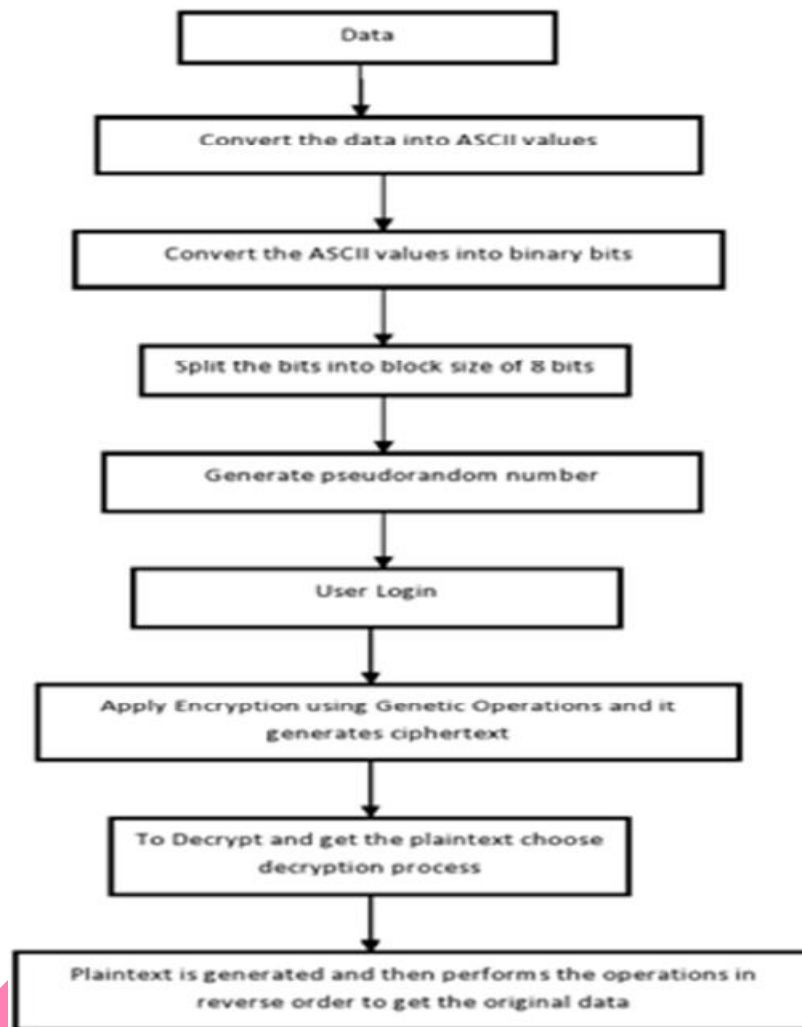 Data
Convert the data into ASCII values
Convert the ASCII values into binary bits
Split the bits into block size of 8 bits
Generate pseudorandom number
User Login
Apply Encryption using Genetic Operations and it
generates ciphertext
To Decrypt and get the plaintext choose
decryption process
Plaintext is generated and then performs the operations in
reverse order to get the original data